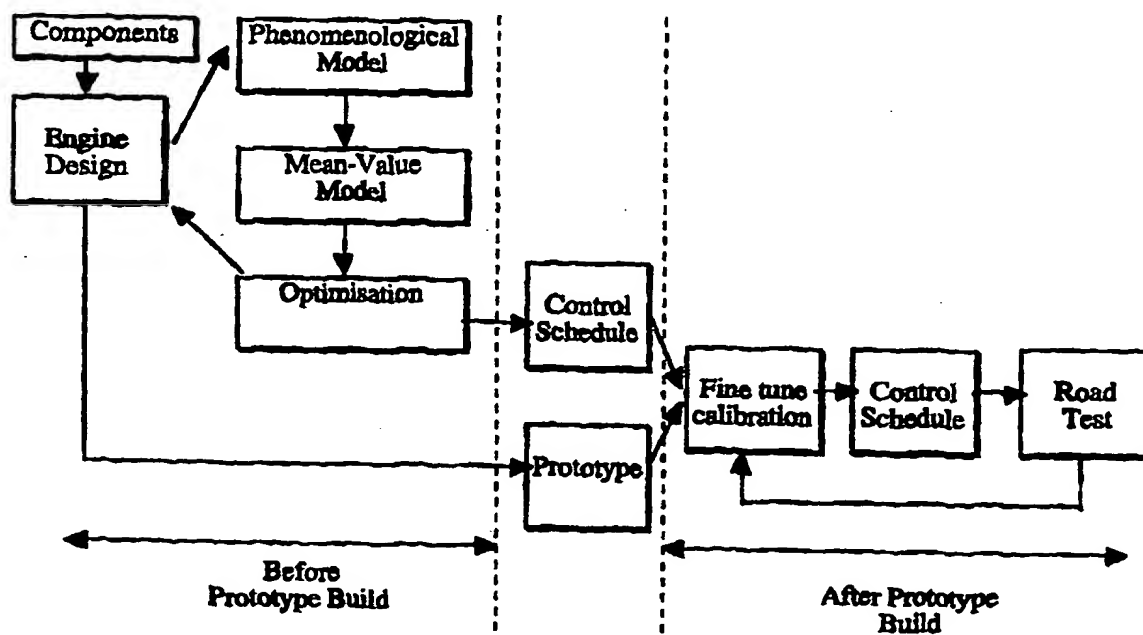 Components
Engine
Design
Phenomenological
Model
Mean-Value
Model
Optimisation
Control
Schedule
Prototype
Fine tune
calibration
Control
Schedule
Road
Test
Before
Prototype Build
After Prototype
Build